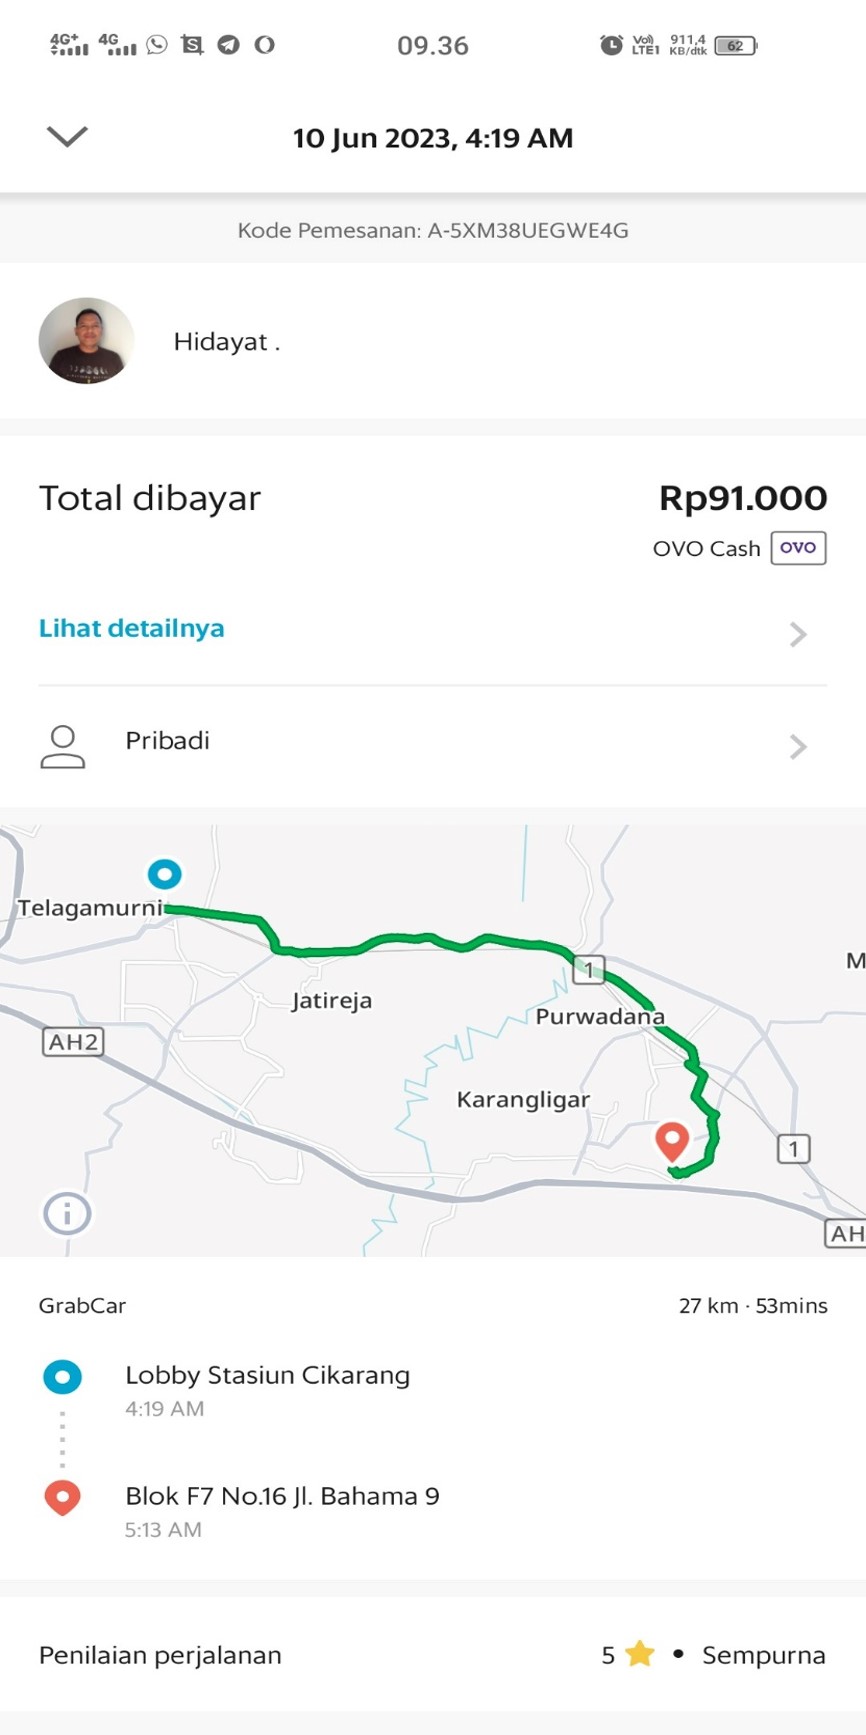 4G+ 4G 09.36 Vo) LTE1 911,4 KB/dtk 62
10 Jun 2023, 4:19 AM
Kode Pemesanan: A-5XM38UEGWE4G
Hidayat .
Total dibayar Rp91.000
OVO Cash OVO
Lihat detailnya
Pribadi
Telagamurni
M
1
Jatireja
Purwadana
AH2
Karangligar
1
AH
GrabCar 27 km · 53mins
Lobby Stasiun Cikarang
4:19 AM
Blok F7 No.16 Jl. Bahama 9
5:13 AM
Penilaian perjalanan 5 • Sempurna